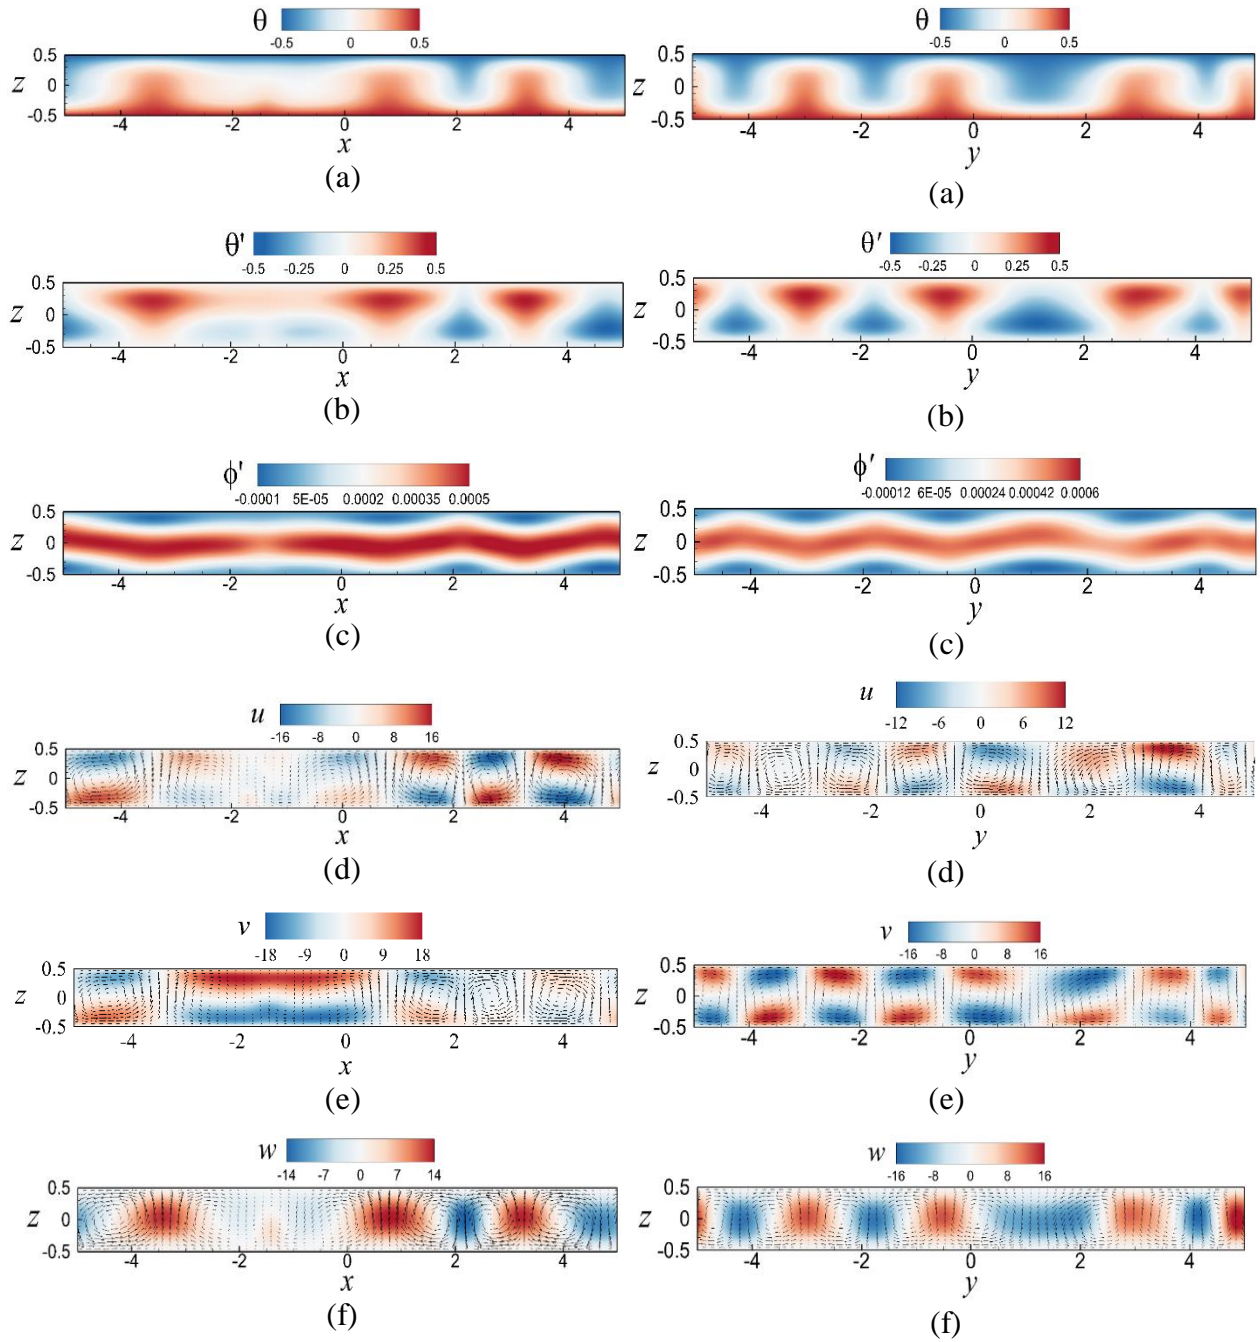 θ
-0.5 0 0.5
z
0.5
0
-0.5
-4 -2 0 2 4
x
(a)
θ'
-0.5 -0.25 0 0.25 0.5
z
0.5
0
-0.5
-4 -2 0 2 4
x
(b)
ϕ'
-0.0001 5E-05 0.0002 0.00035 0.0005
z
0.5
0
-0.5
-4 -2 0 2 4
x
(c)
u
-16 -8 0 8 16
z
0.5
0
-0.5
-4 -2 0 2 4
x
(d)
v
-18 -9 0 9 18
z
0.5
0
-0.5
-4 -2 0 2 4
x
(e)
w
-14 -7 0 7 14
z
0.5
0
-0.5
-4 -2 0 2 4
x
(f)
θ
-0.5 0 0.5
z
0.5
0
-0.5
-4 -2 0 2 4
y
(a)
θ'
-0.5 -0.25 0 0.25 0.5
z
0.5
0
-0.5
-4 -2 0 2 4
y
(b)
ϕ'
-0.00012 6E-05 0.00024 0.00042 0.0006
z
0.5
0
-0.5
-4 -2 0 2 4
y
(c)
u
-12 -6 0 6 12
z
0.5
0
-0.5
-4 -2 0 2 4
y
(d)
v
-16 -8 0 8 16
z
0.5
0
-0.5
-4 -2 0 2 4
y
(e)
w
-16 -8 0 8 16
z
0.5
0
-0.5
-4 -2 0 2 4
y
(f)